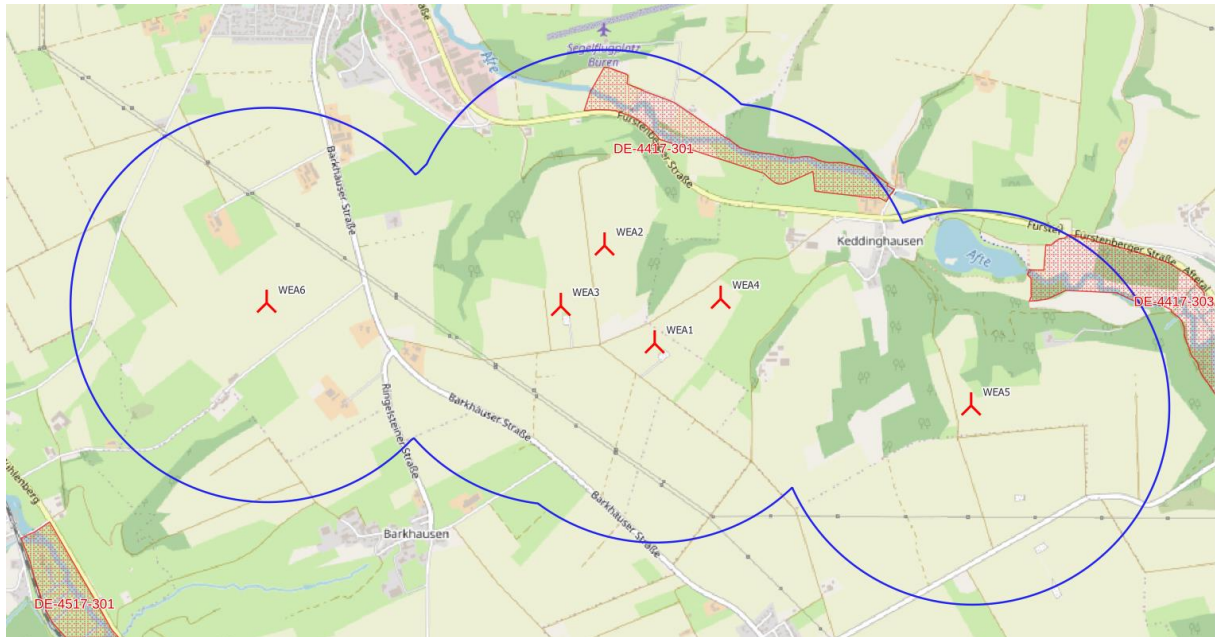 Afte
Segelflugplatz
Büren
Fürstenberger Straße
DE-4417-301
Barkhauser Straße
WEA2
Keddinghausen
Afte
Fürstenberger Straße
Aftetal
DE-4417-303
WEA6
WEA3
WEA4
WEA1
WEA5
Ringelsteiner Straße
Barkhäuser Straße
Barkhäuser Straße
Barkhausen
DE-4517-301